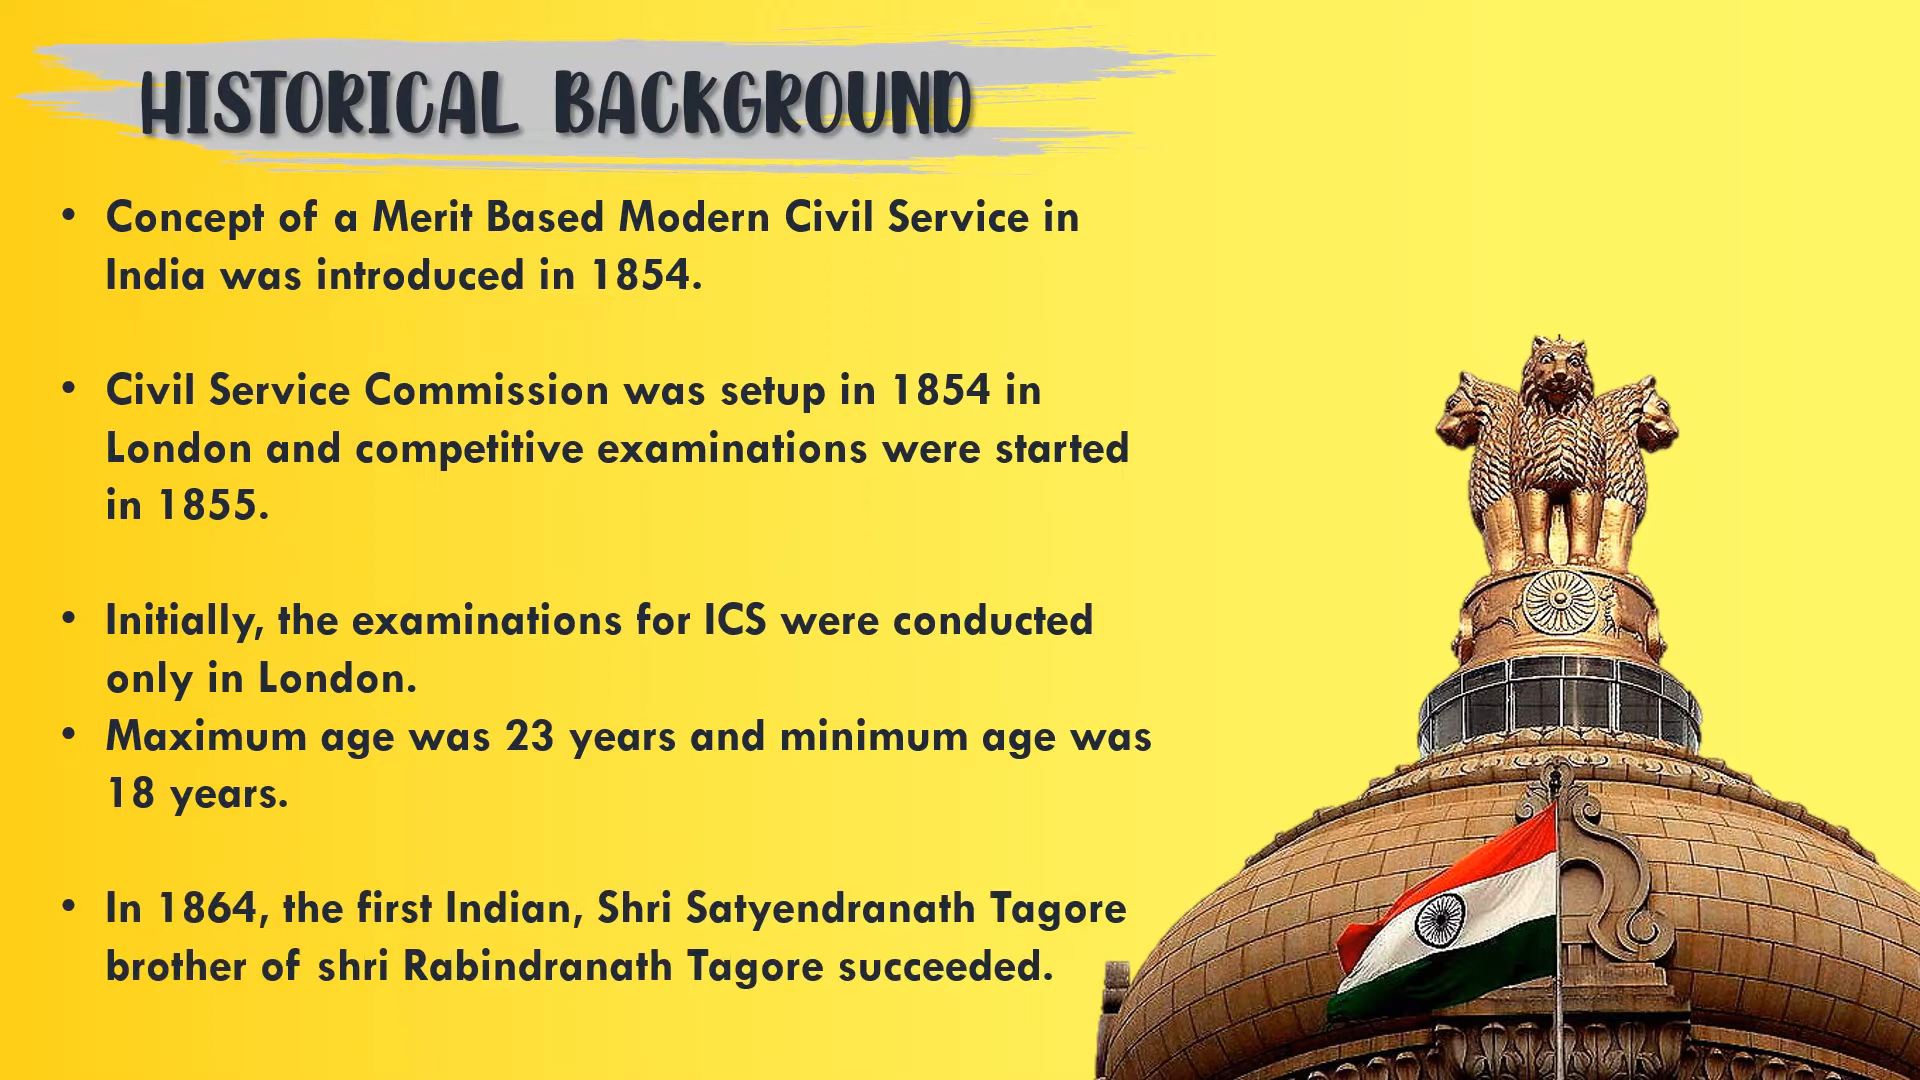 HISTORICAL BACKGROUND
• Concept of a Merit Based Modern Civil Service in
India was introduced in 1854.
• Civil Service Commission was setup in 1854 in
London and competitive examinations were started
in 1855.
• Initially, the examinations for ICS were conducted
only in London.
• Maximum age was 23 years and minimum age was
18 years.
• In 1864, the first Indian, Shri Satyendranath Tagore
brother of shri Rabindranath Tagore succeeded.